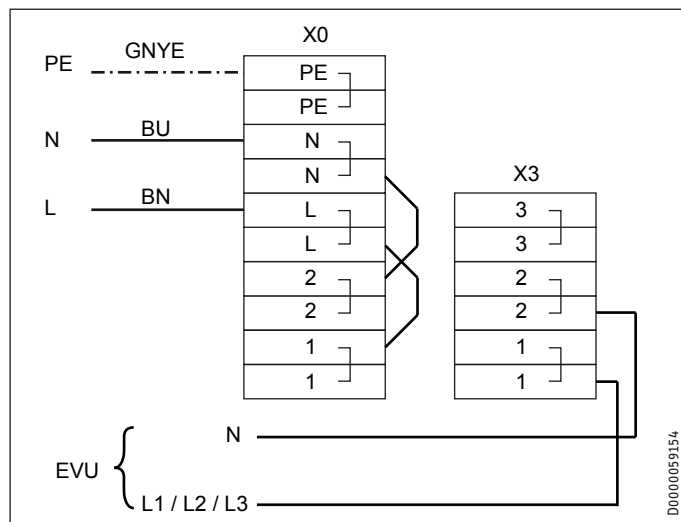 X0
PE GNYE PE
PE
N BU N
N
X3
L BN L 3
L 3
2 2
2 2
1 1
1 1
N
EVU
L1 / L2 / L3
D0000059154